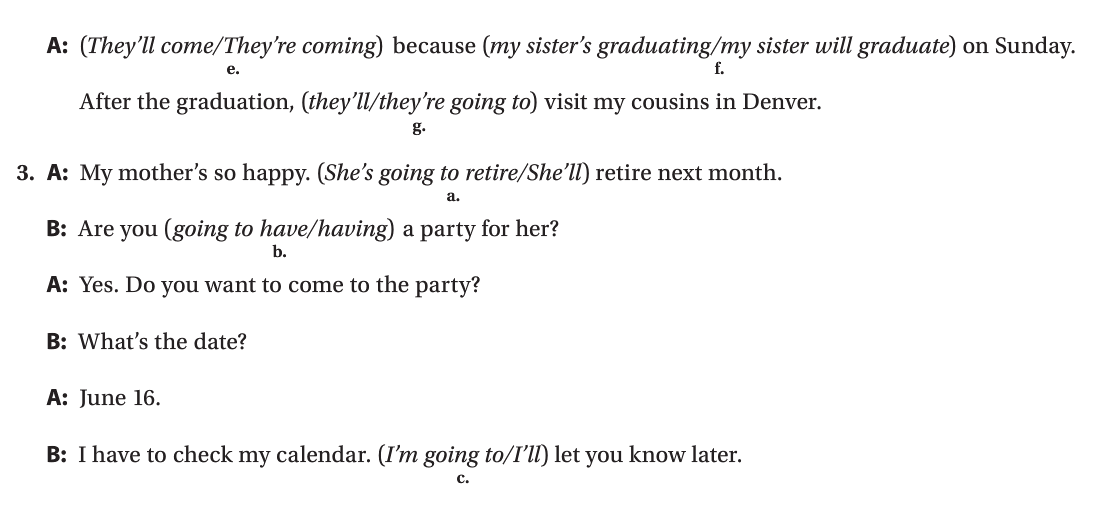 A: (They’ll come/They’re coming) because (my sister’s graduating/my sister will graduate) on Sunday.
e. f.
After the graduation, (they’ll/they’re going to) visit my cousins in Denver.
g.
3. A: My mother’s so happy. (She’s going to retire/She’ll) retire next month.
a.
B: Are you (going to have/having) a party for her?
b.
A: Yes. Do you want to come to the party?
B: What’s the date?
A: June 16.
B: I have to check my calendar. (I’m going to/I’ll) let you know later.
c.